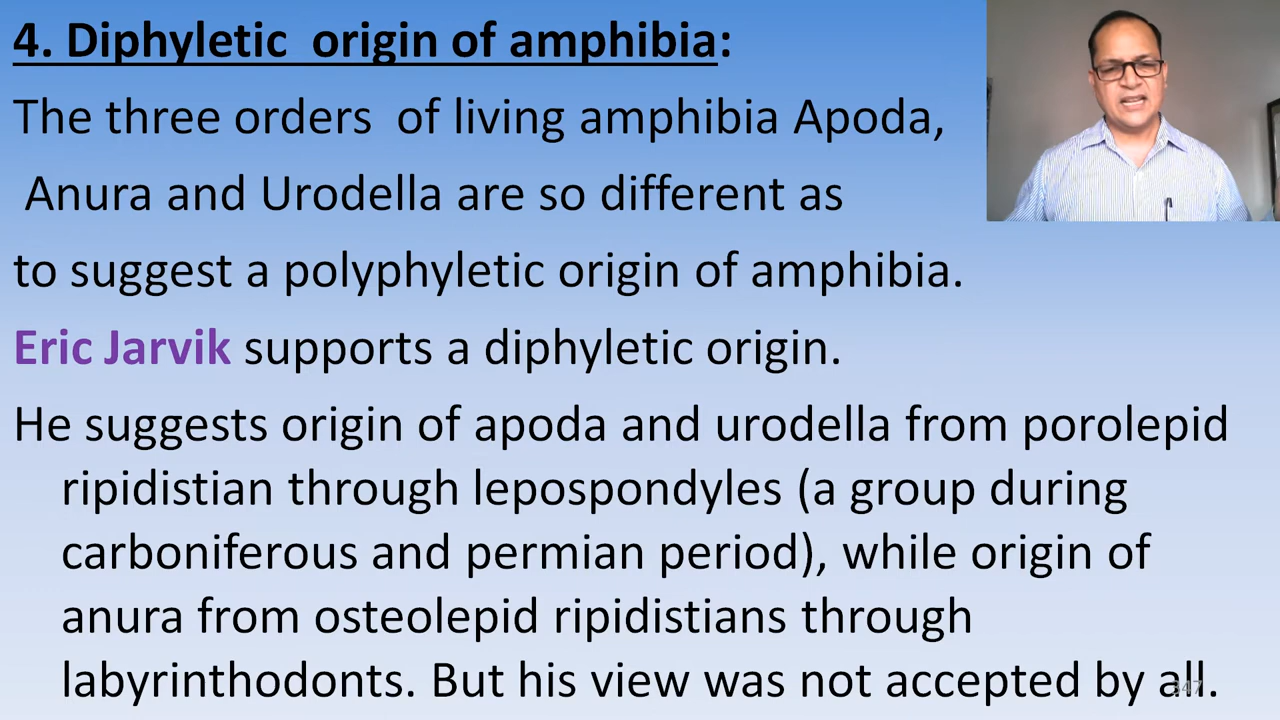 4. Diphyletic origin of amphibia:
The three orders of living amphibia Apoda,
Anura and Urodella are so different as
to suggest a polyphyletic origin of amphibia.
Eric Jarvik supports a diphyletic origin.
He suggests origin of apoda and urodella from porolepid
ripidistian through lepospondyles (a group during
carboniferous and permian period), while origin of
anura from osteolepid ripidistians through
labyrinthodonts. But his view was not accepted by all.
347